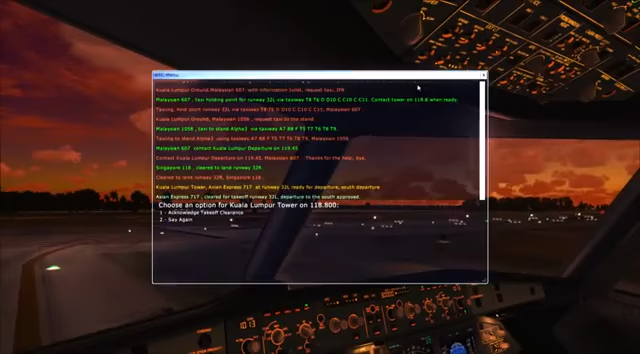 ATC Menu
Kuala Lumpur Ground, Malaysian 607 with information Juliet, request taxi, IFR
Malaysian 607 , taxi holding point for runway 32L via taxiway T8 T6 D D10 C C10 C C11. Contact tower on 118.8 when ready.
Taxiing, Hold short runway 32L via taxiway T8 T6 D D10 C C10 C C11, Malaysian 607
Kuala Lumpur Ground, Malaysian 1056 , request taxi to the stand.
Malaysian 1056 , taxi to stand Alpha3 via taxiway A7 B8 F T5 T7 T6 T8 T9.
Taxiing to stand Alpha3 using taxiway A7 B8 F T5 T7 T6 T8 T9, Malaysian 1056
Malaysian 607 contact Kuala Lumpur Departure on 119.45
Contact Kuala Lumpur Departure on 119.45, Malaysian 607 . Thanks for the help, bye.
Singapore 118 , cleared to land runway 32R.
Cleared to land runway 32R, Singapore 118 .
Kuala Lumpur Tower, Asian Express 717 at runway 32L ready for departure, south departure
Asian Express 717 , cleared for takeoff runway 32L, departure to the south approved.
Choose an option for Kuala Lumpur Tower on 118.800:
1 - Acknowledge Takeoff Clearance
2 - Say Again
1013